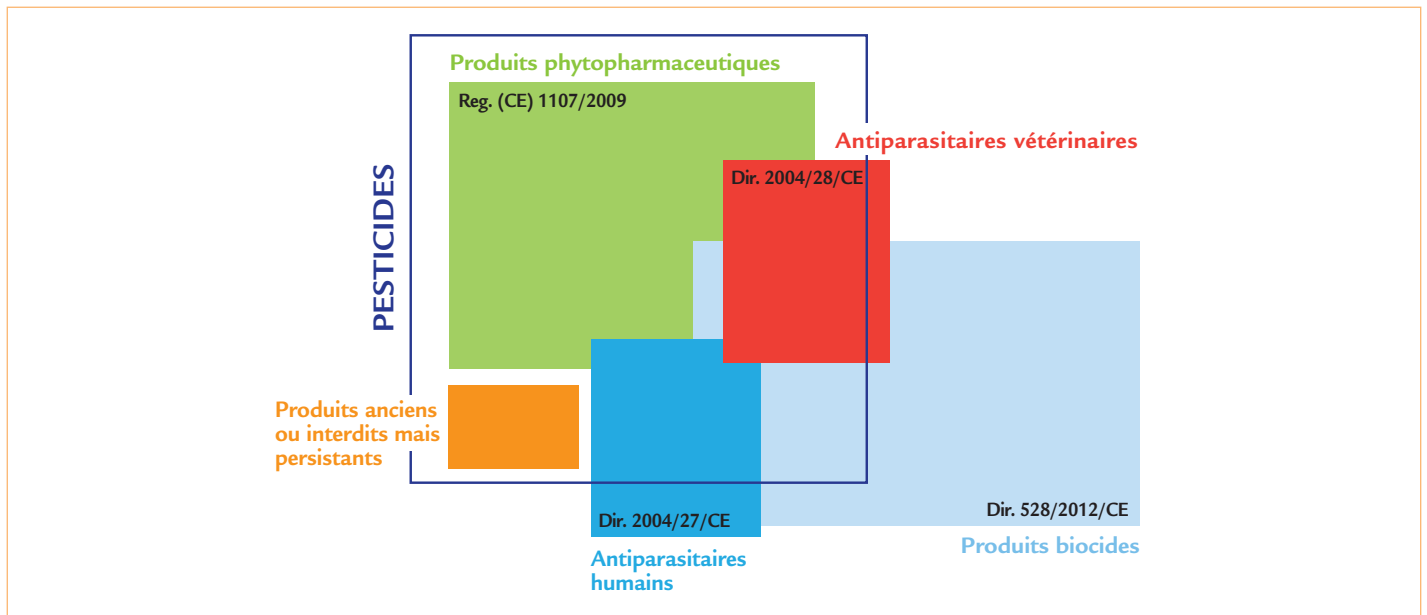 Produits phytopharmaceutiques
Reg. (CE) 1107/2009
Antiparasitaires vétérinaires
Dir. 2004/28/CE
PESTICIDES
Produits anciens
ou interdits mais
persistants
Dir. 2004/27/CE
Antiparasitaires
humains
Dir. 528/2012/CE
Produits biocides